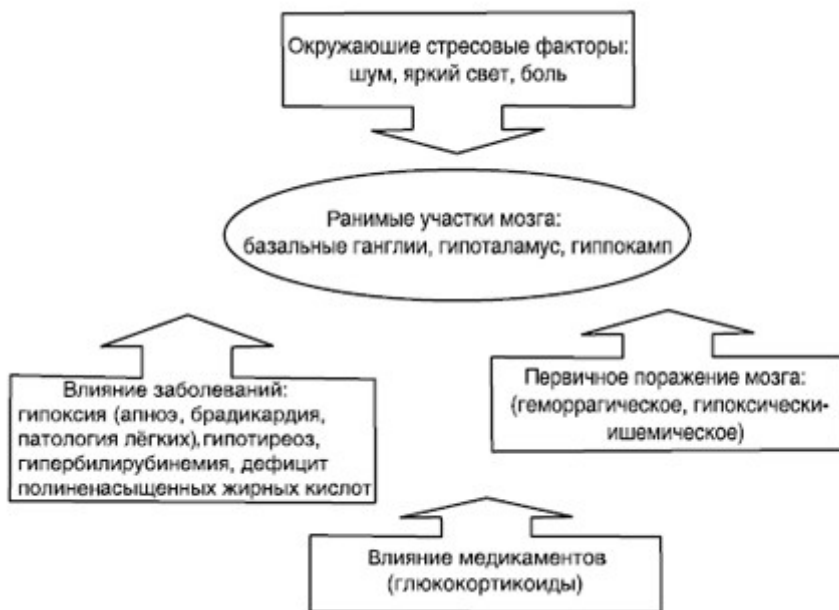 Окружаюшие стресовые факторы:
шум, яркий свет, боль
Ранимые участки мозга:
базальные ганглии, гипоталамус, гиппокамп
Влияние заболеваний:
гипоксия (апноэ, брадикардия,
патология лёгких), гипотиреоз,
гипербилирубинемия, дефицит
полиненасыщенных жирных кислот
Первичное поражение мозга:
(геморрагическое, гипоксически-
ишемическое)
Влияние медикаментов
(глюкокортикоиды)